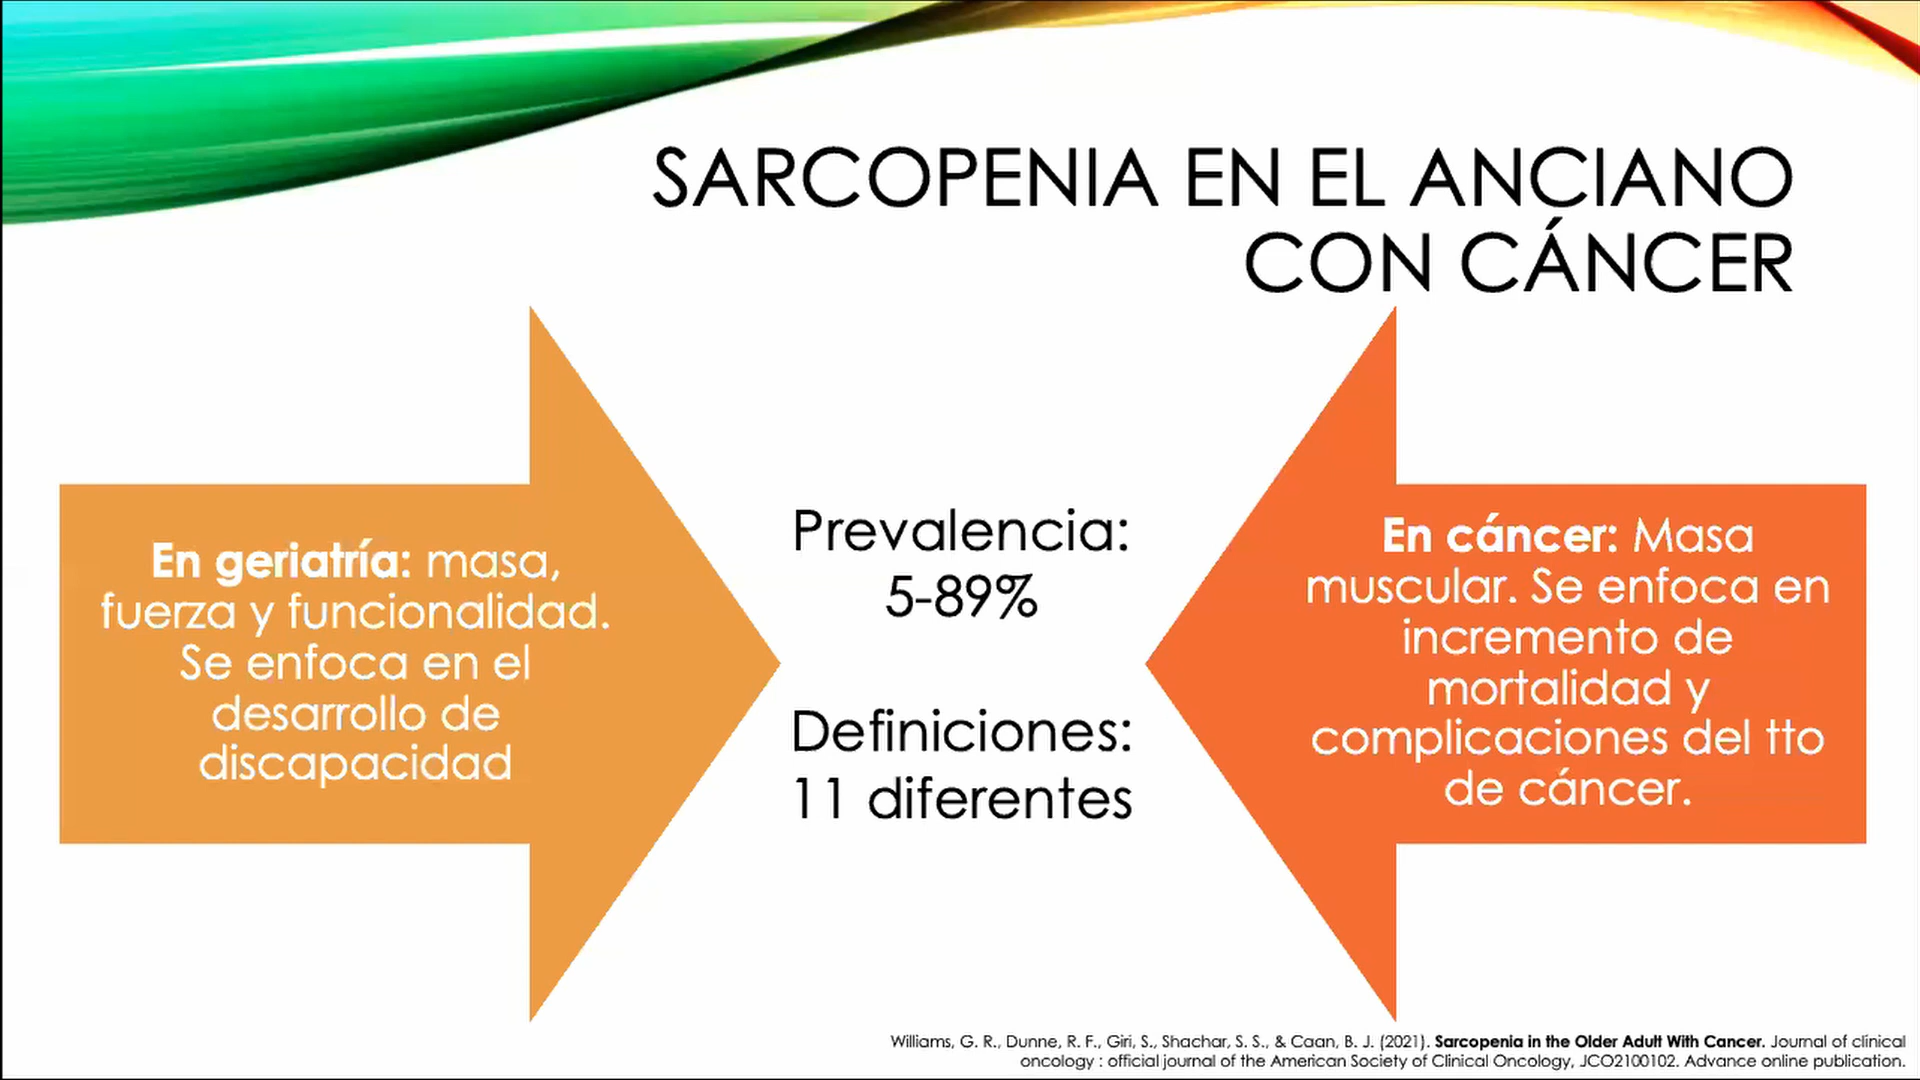 SARCOPENIA EN EL ANCIANO
CON CÁNCER
En geriatría: masa,
fuerza y funcionalidad.
Se enfoca en el
desarrollo de
discapacidad
Prevalencia:
5-89%
Definiciones:
11 diferentes
En cáncer: Masa
muscular. Se enfoca en
incremento de
mortalidad y
complicaciones del tto
de cáncer.
Williams, G. R., Dunne, R. F., Giri, S., Shachar, S. S., & Caan, B. J. (2021). Sarcopenia in the Older Adult With Cancer. Journal of clinical
oncology : official journal of the American Society of Clinical Oncology, JCO2100102. Advance online publication.